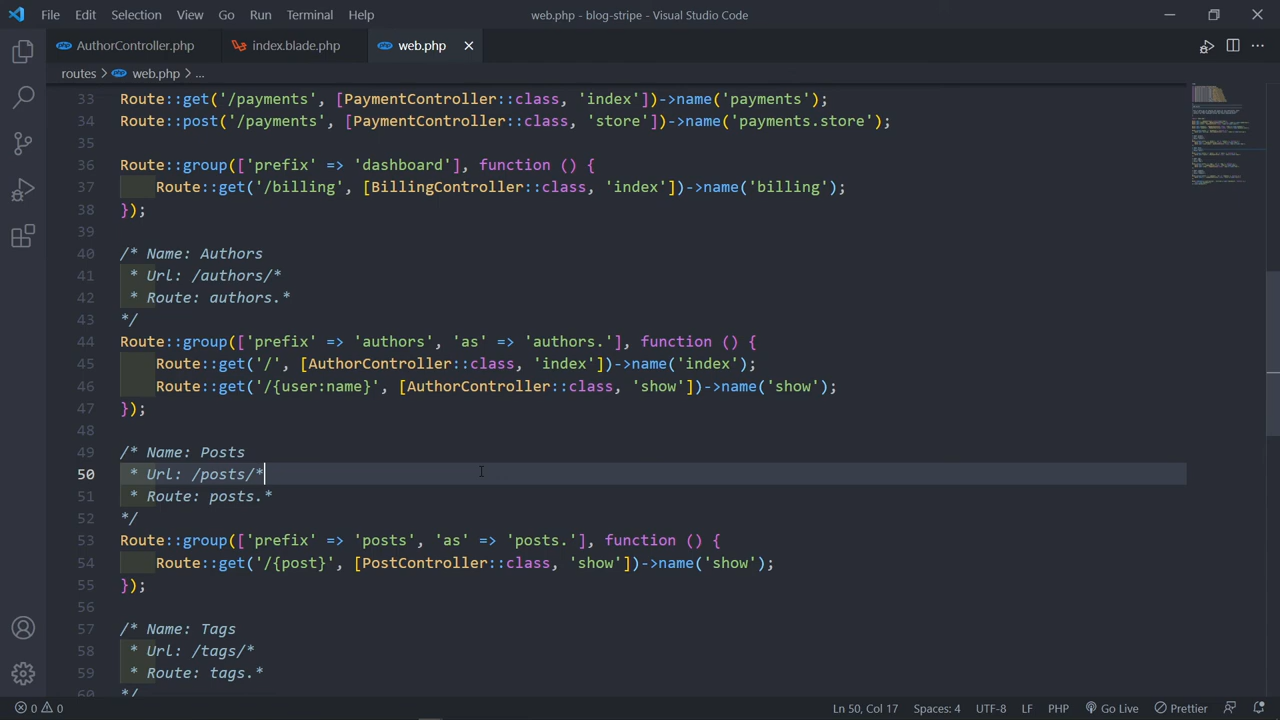 File Edit Selection View Go Run Terminal Help web.php - blog-stripe - Visual Studio Code
AuthorController.php index.blade.php web.php
routes > web.php > ...
33 Route::get('/payments', [PaymentController::class, 'index'])->name('payments');
34 Route::post('/payments', [PaymentController::class, 'store'])->name('payments.store');
35
36 Route::group(['prefix' => 'dashboard'], function () {
37     Route::get('/billing', [BillingController::class, 'index'])->name('billing');
38 });
39
40 /* Name: Authors
41  * Url: /authors/*
42  * Route: authors.*
43 */
44 Route::group(['prefix' => 'authors', 'as' => 'authors.'], function () {
45     Route::get('/', [AuthorController::class, 'index'])->name('index');
46     Route::get('/{user:name}', [AuthorController::class, 'show'])->name('show');
47 });
48
49 /* Name: Posts
50  * Url: /posts/*
51  * Route: posts.*
52 */
53 Route::group(['prefix' => 'posts', 'as' => 'posts.'], function () {
54     Route::get('/{post}', [PostController::class, 'show'])->name('show');
55 });
56
57 /* Name: Tags
58  * Url: /tags/*
59  * Route: tags.*
60 */
0 0 Ln 50, Col 17 Spaces: 4 UTF-8 LF PHP Go Live Prettier